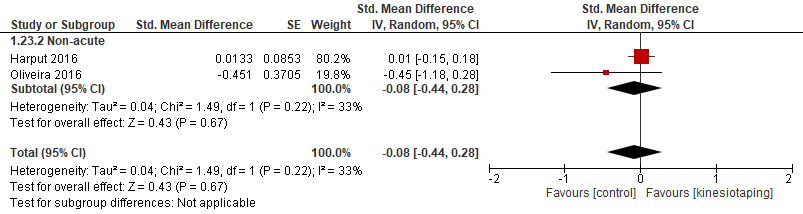 Std. Mean Difference Std. Mean Difference
Study or Subgroup Std. Mean Difference SE Weight IV, Random, 95% CI IV, Random, 95% CI
1.23.2 Non-acute
Harput 2016 0.0133 0.0853 80.2% 0.01 [-0.15, 0.18]
Oliveira 2016 -0.451 0.3705 19.8% -0.45 [-1.18, 0.28]
Subtotal (95% CI) 100.0% -0.08 [-0.44, 0.28]
Heterogeneity: Tau² = 0.04; Chi² = 1.49, df = 1 (P = 0.22); I² = 33%
Test for overall effect: Z = 0.43 (P = 0.67)
Total (95% CI) 100.0% -0.08 [-0.44, 0.28]
Heterogeneity: Tau² = 0.04; Chi² = 1.49, df = 1 (P = 0.22); I² = 33%
Test for overall effect: Z = 0.43 (P = 0.67)
Test for subgroup differences: Not applicable
-2 -1 0 1 2
Favours [control] Favours [kinesiotaping]